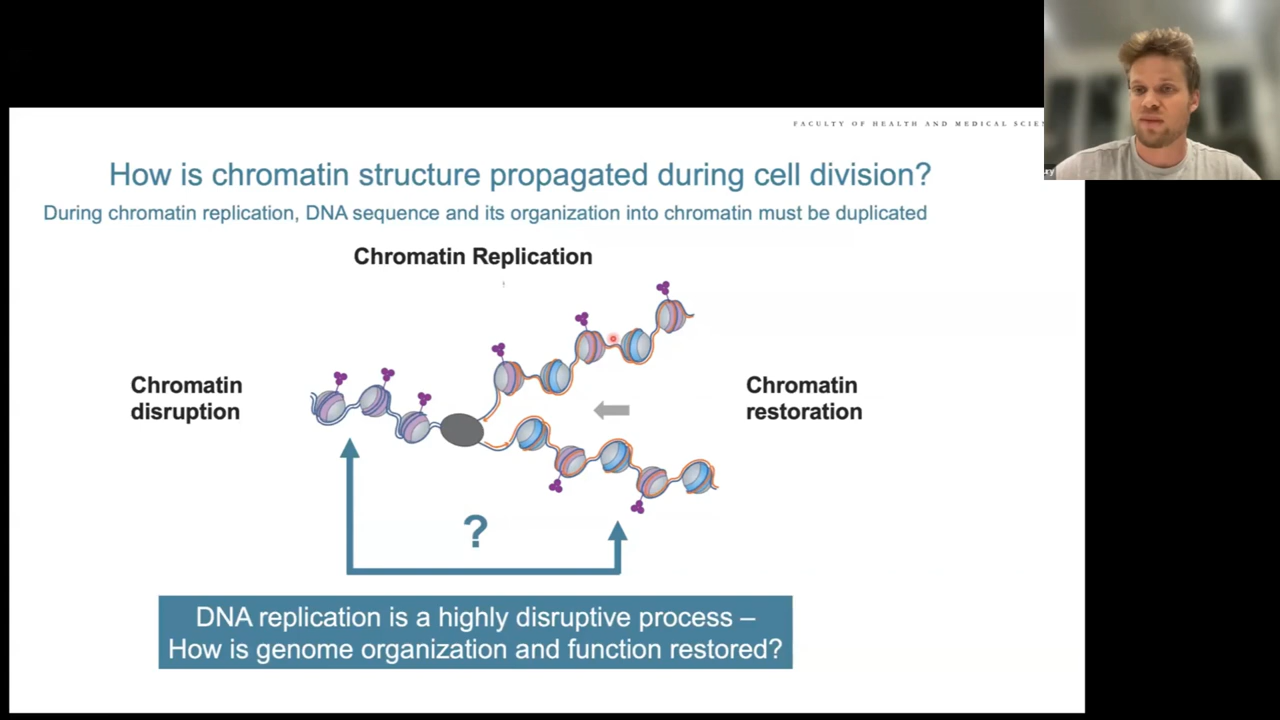 FACULTY OF HEALTH AND MEDICAL
How is chromatin structure propagated during cell division?
During chromatin replication, DNA sequence and its organization into chromatin must be duplicated
Chromatin Replication
Chromatin
disruption
Chromatin
restoration
?
DNA replication is a highly disruptive process –
How is genome organization and function restored?